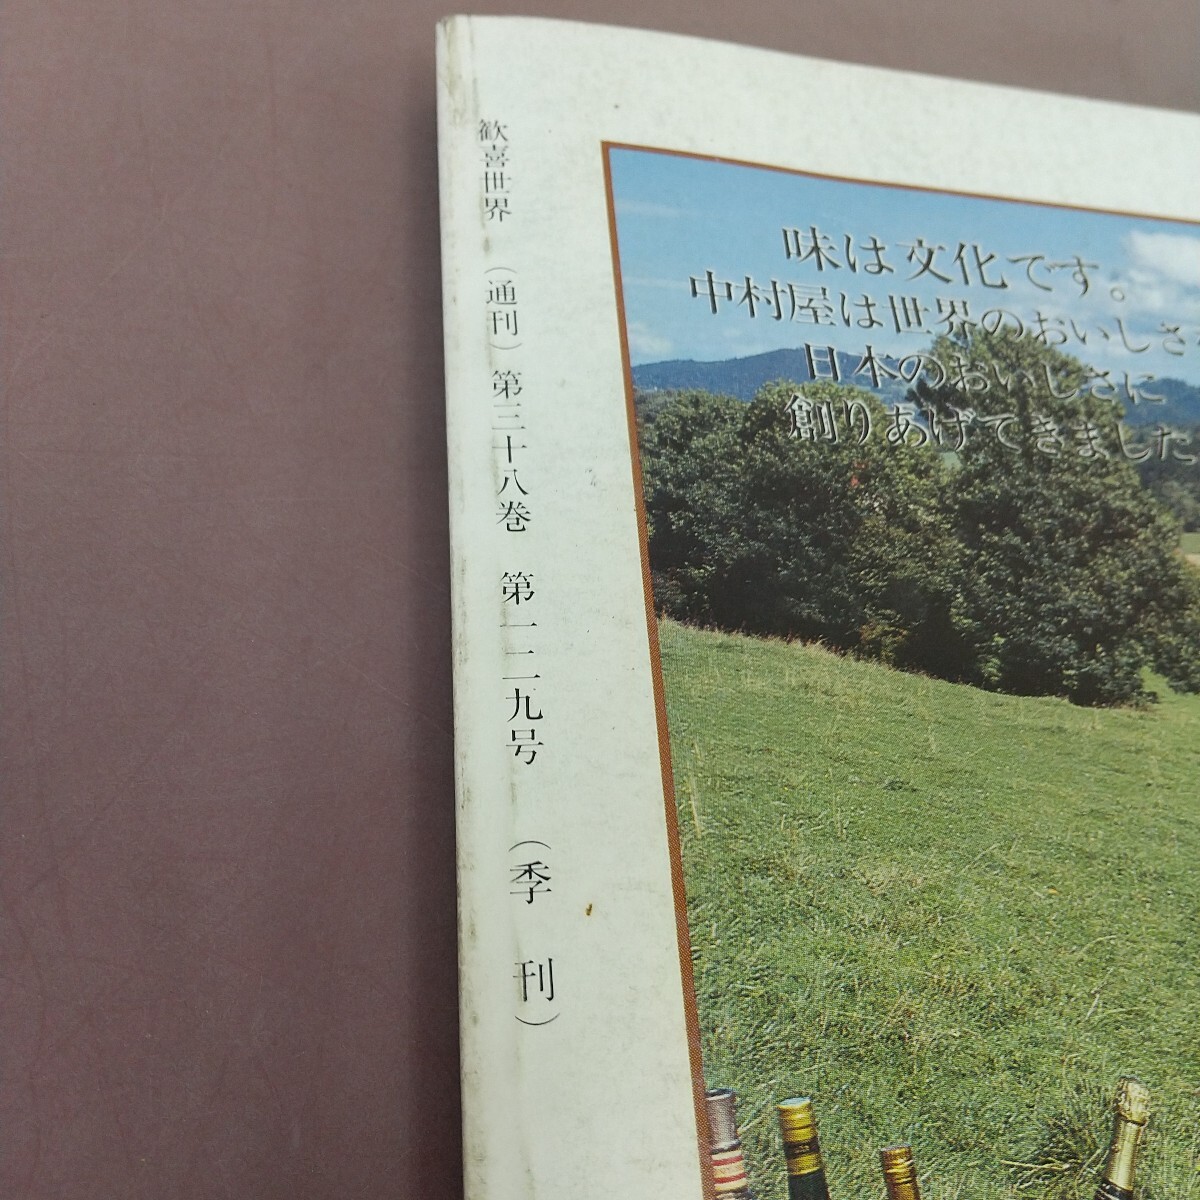 歓喜世界 （通刊）第三十八巻 第一二九号 （季刊）
味は文化です。
中村屋は世界のおいしさを
日本のおいしさに
創りあげてきました